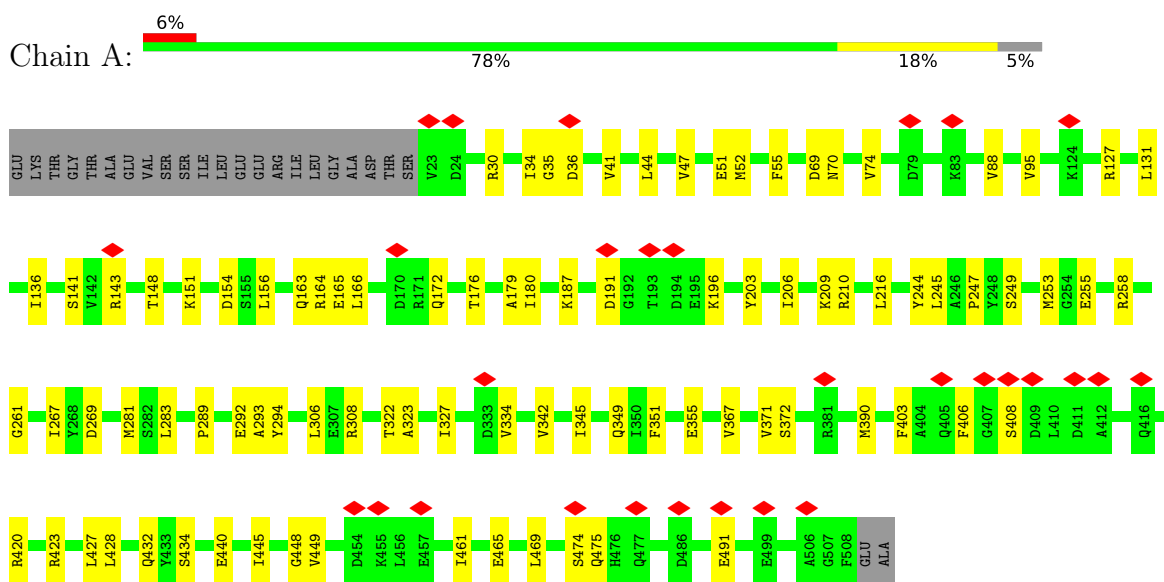 6%
Chain A:
78% 18% 5%
GLU LYS THR GLY THR ALA GLU VAL SER SER ILE LEU GLU GLU ARG ILE LEU GLY ALA ASP THR SER V23 D24 R30 I34 G35 D36 V41 L44 V47 E51 M52 F55 D69 N70 V74 D79 K83 V88 V95 K124 R127 L131
I136 S141 V142 R143 T148 K151 D154 S155 L156 Q163 R164 E165 L166 D170 R171 Q172 T176 A179 I180 K187 D191 G192 T193 D194 E195 K196 Y203 I206 K209 R210 L216 Y244 L245 A246 P247 Y248 S249 M253 G254 E255 R258
G261 I267 Y268 D269 M281 S282 L283 P289 E292 A293 Y294 L306 E307 R308 T322 A323 I327 D333 V334 V342 I345 Q349 I350 F351 E355 V367 V371 S372 R381 M390 F403 A404 Q405 F406 G407 S408 D409 L410 D411 A412 Q416
R420 R423 L427 L428 Q432 Y433 S434 E440 I445 G448 V449 D454 K455 L456 E457 I461 E465 L469 S474 Q475 H476 Q477 D486 E491 E499 A506 G507 F508 GLU ALA